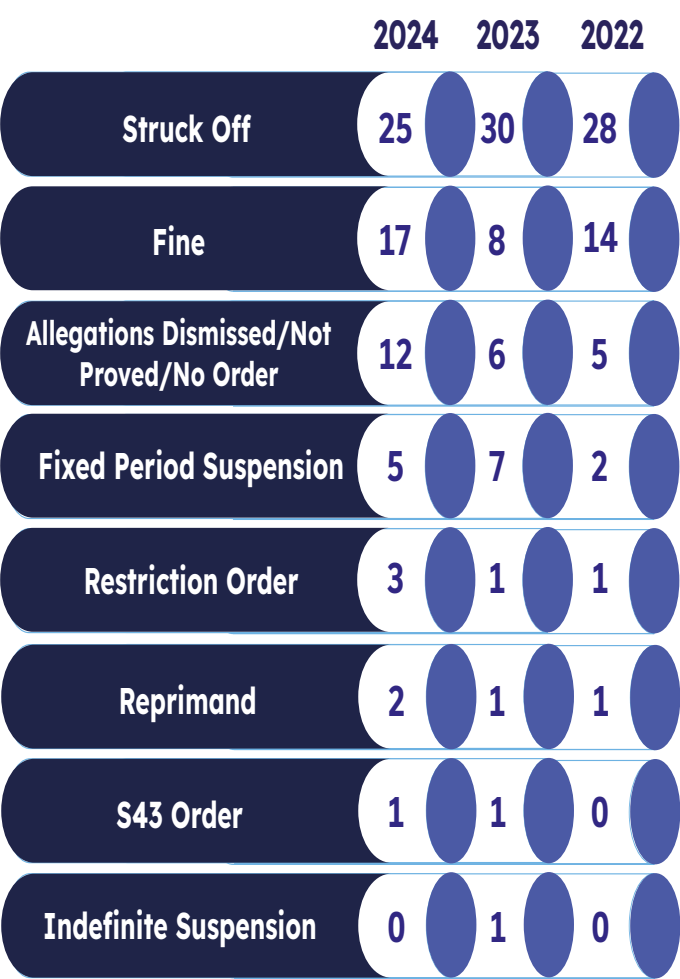 2024 2023 2022
Struck Off 25 30 28
Fine 17 8 14
Allegations Dismissed/Not
Proved/No Order 12 6 5
Fixed Period Suspension 5 7 2
Restriction Order 3 1 1
Reprimand 2 1 1
S43 Order 1 1 0
Indefinite Suspension 0 1 0